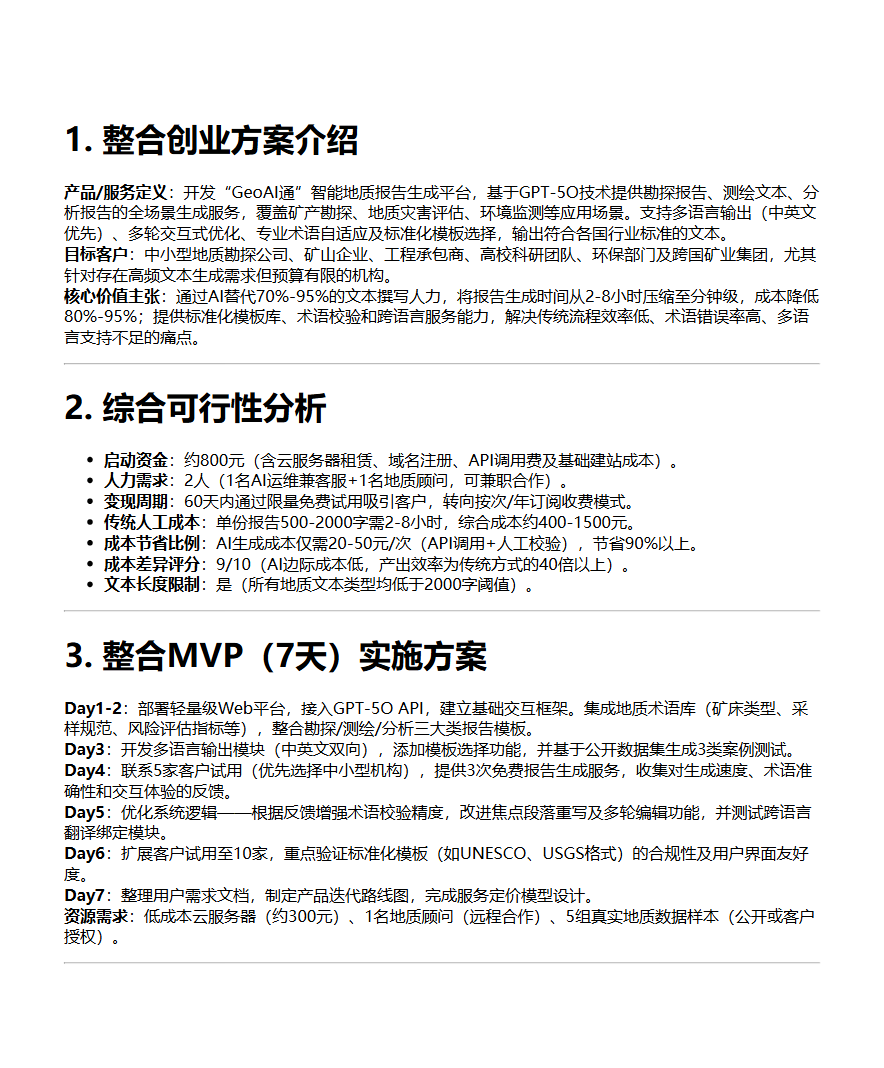 1. 整合创业方案介绍
产品/服务定义：开发“GeoAI通”智能地质报告生成平台，基于GPT-5O技术提供勘探报告、测绘文本、分
析报告的全场景生成服务，覆盖矿产勘探、地质灾害评估、环境监测等应用场景。支持多语言输出（中英文
优先）、多轮交互式优化、专业术语自适应及标准化模板选择，输出符合各国行业标准的文本。
目标客户：中小型地质勘探公司、矿山企业、工程承包商、高校科研团队、环保部门及跨国矿业集团，尤其
针对存在高频文本生成需求但预算有限的机构。
核心价值主张：通过AI替代70%-95%的文本撰写人力，将报告生成时间从2-8小时压缩至分钟级，成本降低
80%-95%；提供标准化模板库、术语校验和跨语言服务能力，解决传统流程效率低、术语错误率高、多语
言支持不足的痛点。
2. 综合可行性分析
• 启动资金：约800元（含云服务器租赁、域名注册、API调用费及基础建站成本）。
• 人力需求：2人（1名AI运维兼客服+1名地质顾问，可兼职合作）。
• 变现周期：60天内通过限量免费试用吸引客户，转向按次/年订阅收费模式。
• 传统人工成本：单份报告500-2000字需2-8小时，综合成本约400-1500元。
• 成本节省比例：AI生成成本仅需20-50元/次（API调用+人工校验），节省90%以上。
• 成本差异评分：9/10（AI边际成本低，产出效率为传统方式的40倍以上）。
• 文本长度限制：是（所有地质文本类型均低于2000字阈值）。
3. 整合MVP（7天）实施方案
Day1-2：部署轻量级Web平台，接入GPT-5O API，建立基础交互框架。集成地质术语库（矿床类型、采
样规范、风险评估指标等），整合勘探/测绘/分析三大类报告模板。
Day3：开发多语言输出模块（中英文双向），添加模板选择功能，并基于公开数据集生成3类案例测试。
Day4：联系5家客户试用（优先选择中小型机构），提供3次免费报告生成服务，收集对生成速度、术语准
确性和交互体验的反馈。
Day5：优化系统逻辑——根据反馈增强术语校验精度，改进焦点段落重写及多轮编辑功能，并测试跨语言
翻译绑定模块。
Day6：扩展客户试用至10家，重点验证标准化模板（如UNESCO、USGS格式）的合规性及用户界面友好
度。
Day7：整理用户需求文档，制定产品迭代路线图，完成服务定价模型设计。
资源需求：低成本云服务器（约300元）、1名地质顾问（远程合作）、5组真实地质数据样本（公开或客户
授权）。